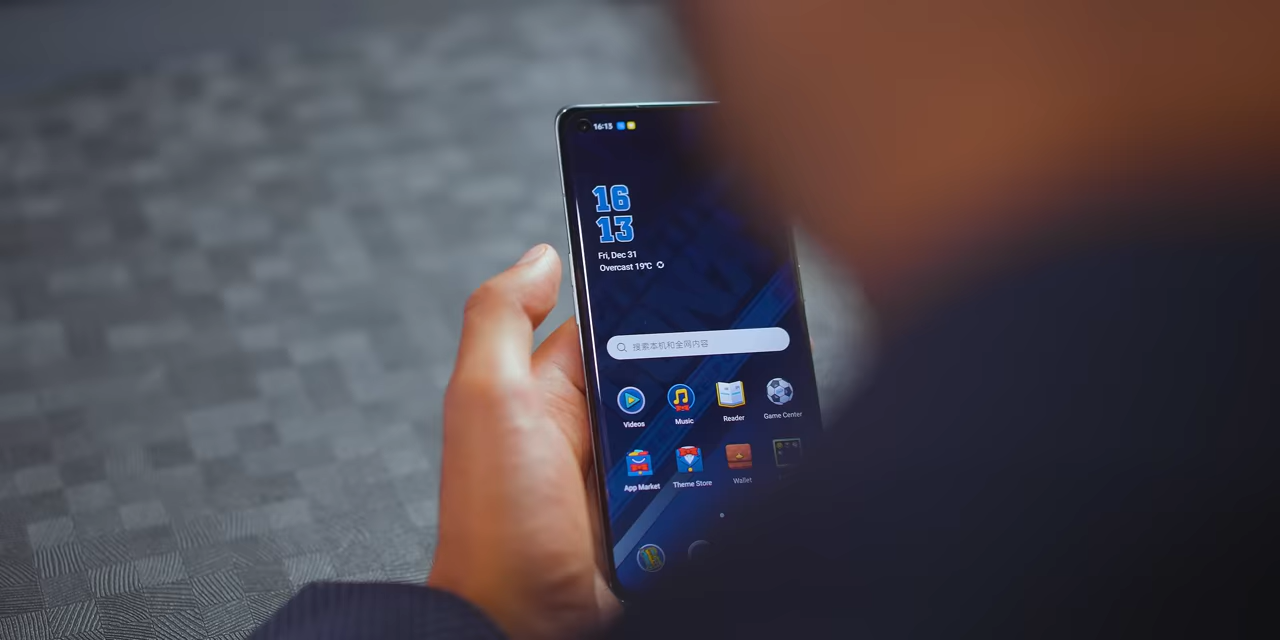 16:13
16
13
Fri, Dec 31
Overcast 19℃
搜索本机和全网内容
Videos
Music
Reader
Game Center
App Market
Theme Store
Wallet